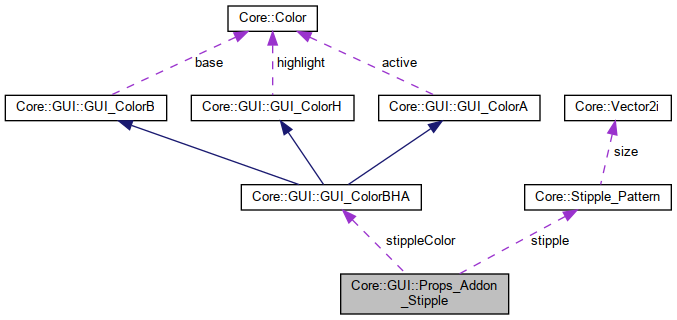 Core::Color
base
highlight
active
Core::GUI::GUI_ColorB
Core::GUI::GUI_ColorH
Core::GUI::GUI_ColorA
Core::Vector2i
size
Core::GUI::GUI_ColorBHA
Core::Stipple_Pattern
stippleColor
stipple
Core::GUI::Props_Addon
_Stipple